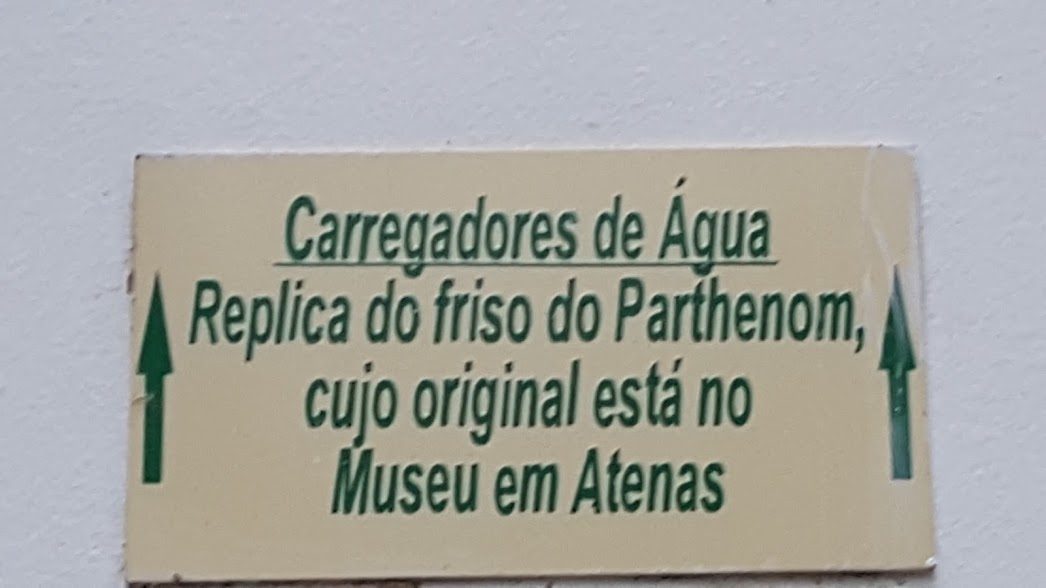 Carregadores de Água
Replica do friso do Parthenom,
cujo original está no
Museu em Atenas